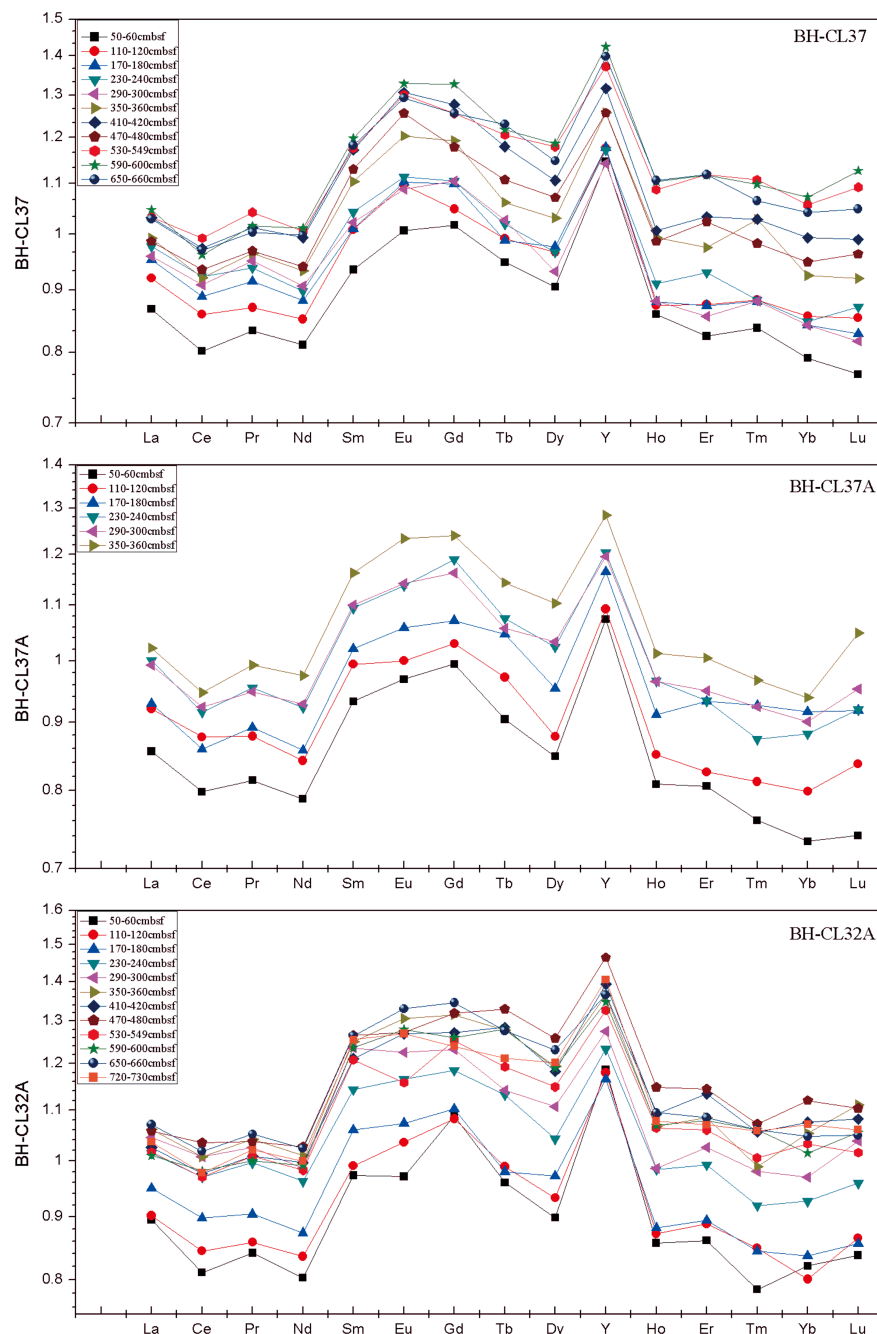 BH-CL37
1.5
1.4
1.3
1.2
1.1
1
0.9
0.8
0.7
BH-CL37
50-60cmbsf
110-120cmbsf
170-180cmbsf
230-240cmbsf
290-300cmbsf
350-360cmbsf
410-420cmbsf
470-480cmbsf
530-549cmbsf
590-600cmbsf
650-660cmbsf
La Ce Pr Nd Sm Eu Gd Tb Dy Y Ho Er Tm Yb Lu
BH-CL37A
1.4
1.3
1.2
1.1
1
0.9
0.8
0.7
BH-CL37A
50-60cmbsf
110-120cmbsf
170-180cmbsf
230-240cmbsf
290-300cmbsf
350-360cmbsf
La Ce Pr Nd Sm Eu Gd Tb Dy Y Ho Er Tm Yb Lu
BH-CL32A
1.6
1.5
1.4
1.3
1.2
1.1
1
0.9
0.8
BH-CL32A
50-60cmbsf
110-120cmbsf
170-180cmbsf
230-240cmbsf
290-300cmbsf
350-360cmbsf
410-420cmbsf
470-480cmbsf
530-549cmbsf
590-600cmbsf
650-660cmbsf
720-730cmbsf
La Ce Pr Nd Sm Eu Gd Tb Dy Y Ho Er Tm Yb Lu